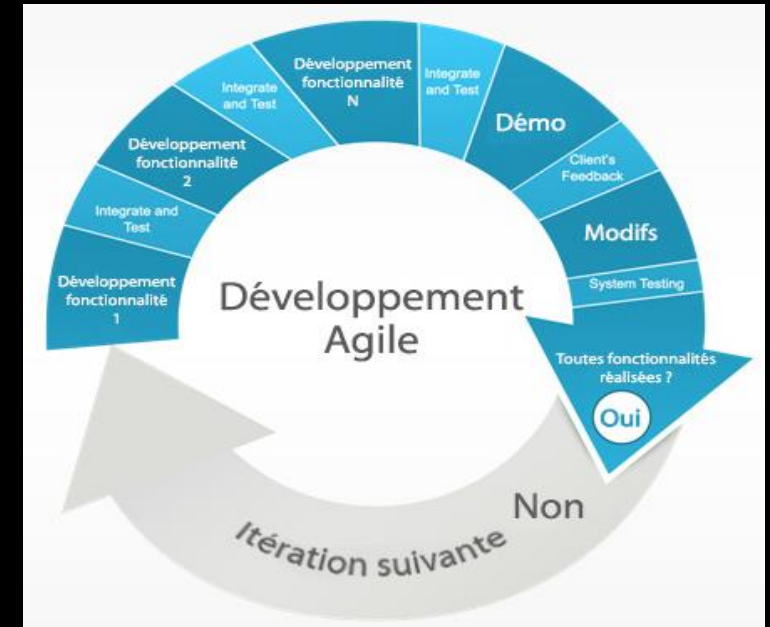 Développement
fonctionnalité
1
Integrate and
Test
Développement
fonctionnalité
2
Integrate
and Test
Développement
fonctionnalité
N
Integrate
and Test
Démo
Client's
Feedback
Modifs
System Testing
Toutes fonctionnalités
réalisées ?
Oui
Non
Itération suivante
Développement
Agile